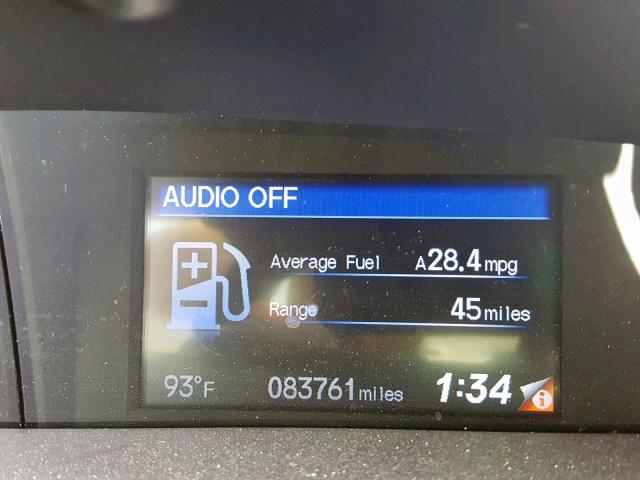 AUDIO OFF
Average Fuel A28.4mpg
Range 45miles
93°F 083761miles 1:34 i